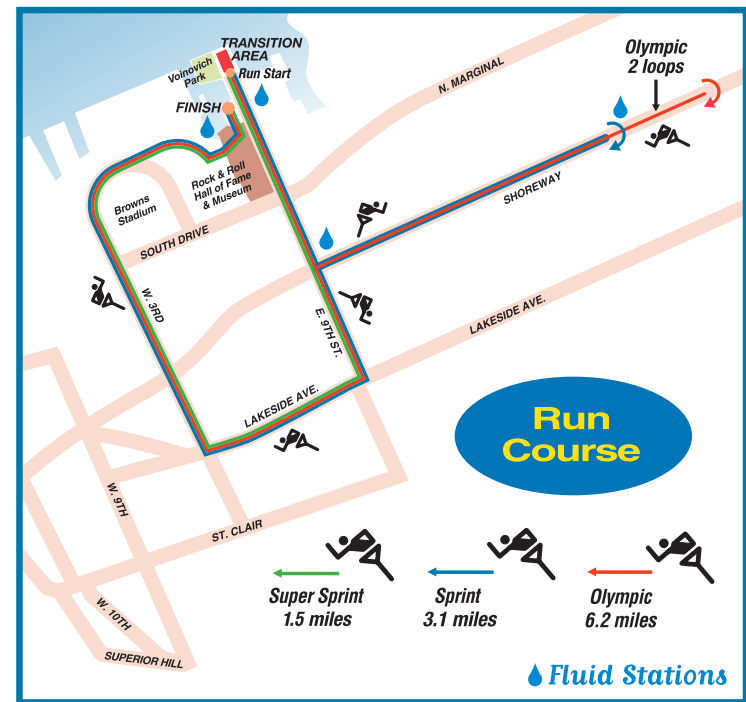 TRANSITION
AREA
Voinovich
Park
Run Start
FINISH
Olympic
2 loops
N. MARGINAL
Rock & Roll
Hall of Fame
& Museum
Browns
Stadium
SHOREWAY
SOUTH DRIVE
W. 3RD
E. 9TH ST.
LAKESIDE AVE.
LAKESIDE AVE.
Run
Course
W. 9TH
ST. CLAIR
W. 10TH
SUPERIOR HILL
Super Sprint
1.5 miles
Sprint
3.1 miles
Olympic
6.2 miles
Fluid Stations